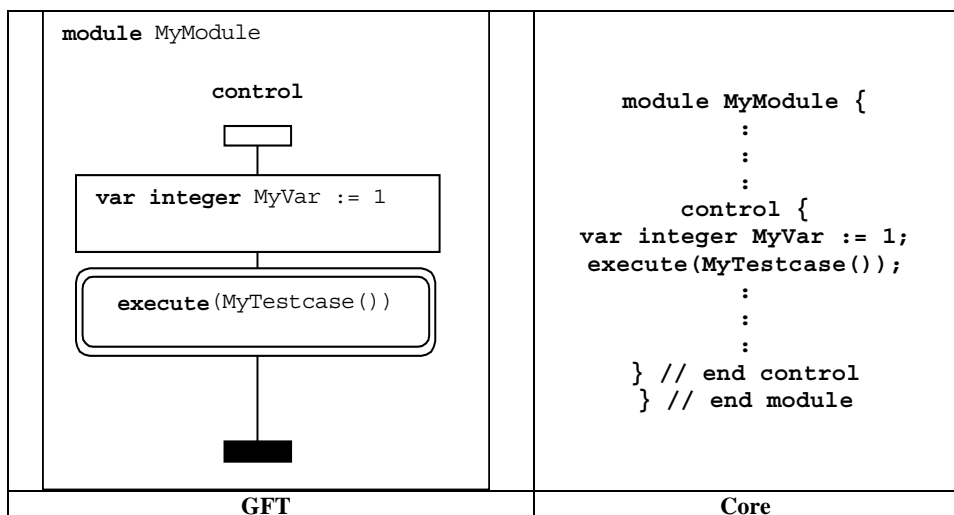 module MyModule
control
var integer MyVar := 1
execute(MyTestcase())
GFT
module MyModule {
:
:
:
control {
var integer MyVar := 1;
execute(MyTestcase());
:
:
:
} // end control
} // end module
Core